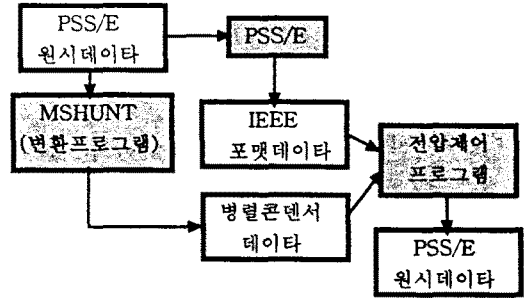 PSS/E
원시데이타
PSS/E
MSHUNT
(변환프로그램)
IEEE
포맷데이타
전압제어
프로그램
병렬콘덴서
데이타
PSS/E
원시데이타